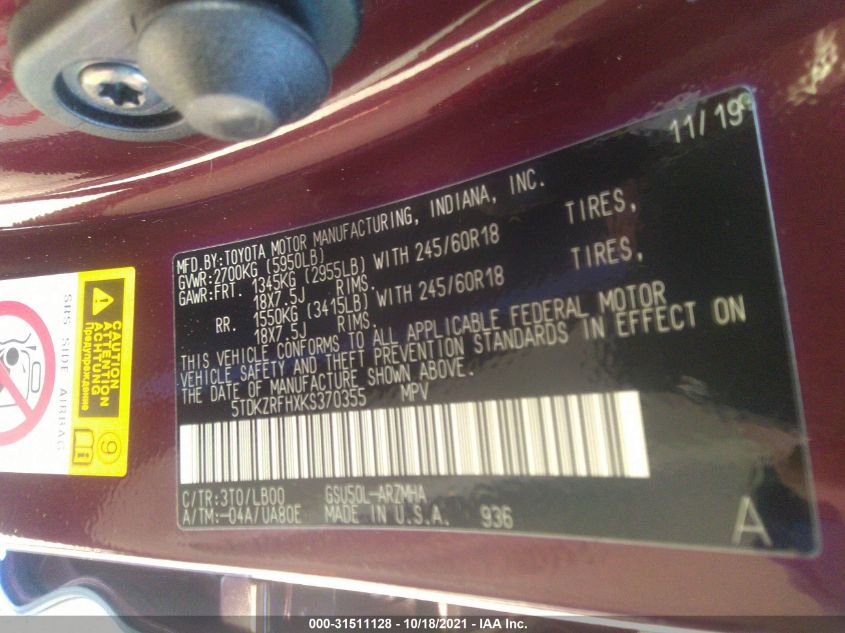 11/19
MFD.BY:TOYOTA MOTOR MANUFACTURING, INDIANA, INC.
GVWR:2700KG (5950LB)
GAWR:FRT. 1345KG (2955LB) WITH 245/60R18 TIRES,
18X7.5J RIMS.
RR. 1550KG (3415LB) WITH 245/60R18 TIRES,
18X7.5J RIMS.
THIS VEHICLE CONFORMS TO ALL APPLICABLE FEDERAL MOTOR
VEHICLE SAFETY AND THEFT PREVENTION STANDARDS IN EFFECT ON
THE DATE OF MANUFACTURE SHOWN ABOVE.
5TDKZRFHXKS370355 MPV
C/TR:3T0/LB00 GSU50L-ARZMHA
A/TM:-04A/UA80E MADE IN U.S.A. 936
A
CAUTION
ATTENTION
ACHTUNG
Предупреждение
SRS SIDE AIRBAG
000-31511128 - 10/18/2021 - IAA Inc.